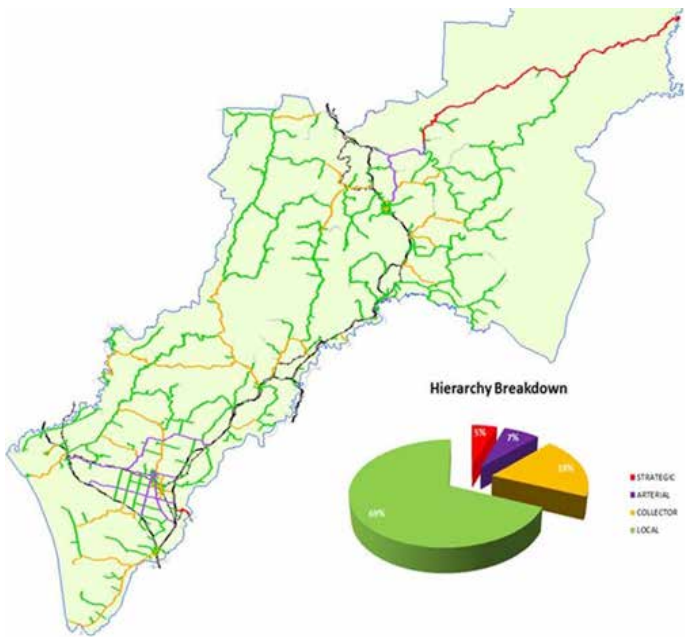 Hierarchy Breakdown
5%
7%
19%
69%
STRATEGIC
ARTERIAL
COLLECTOR
LOCAL